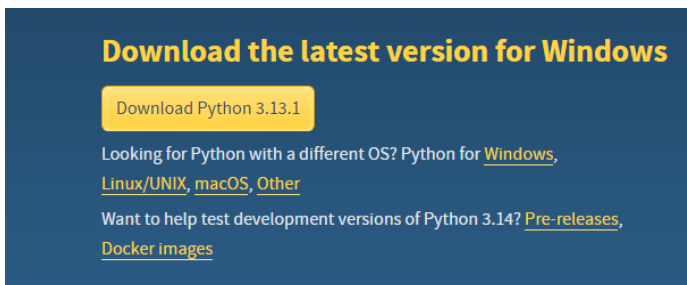 Download the latest version for Windows
Download Python 3.13.1
Looking for Python with a different OS? Python for Windows,
Linux/UNIX, macOS, Other
Want to help test development versions of Python 3.14? Pre-releases,
Docker images